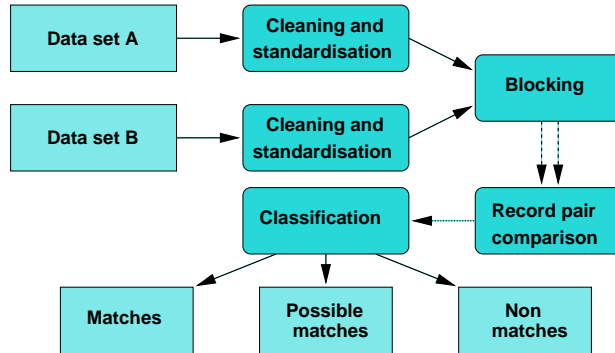 Data set A
Cleaning and
standardisation
Blocking
Data set B
Cleaning and
standardisation
Classification
Record pair
comparison
Matches
Possible
matches
Non
matches